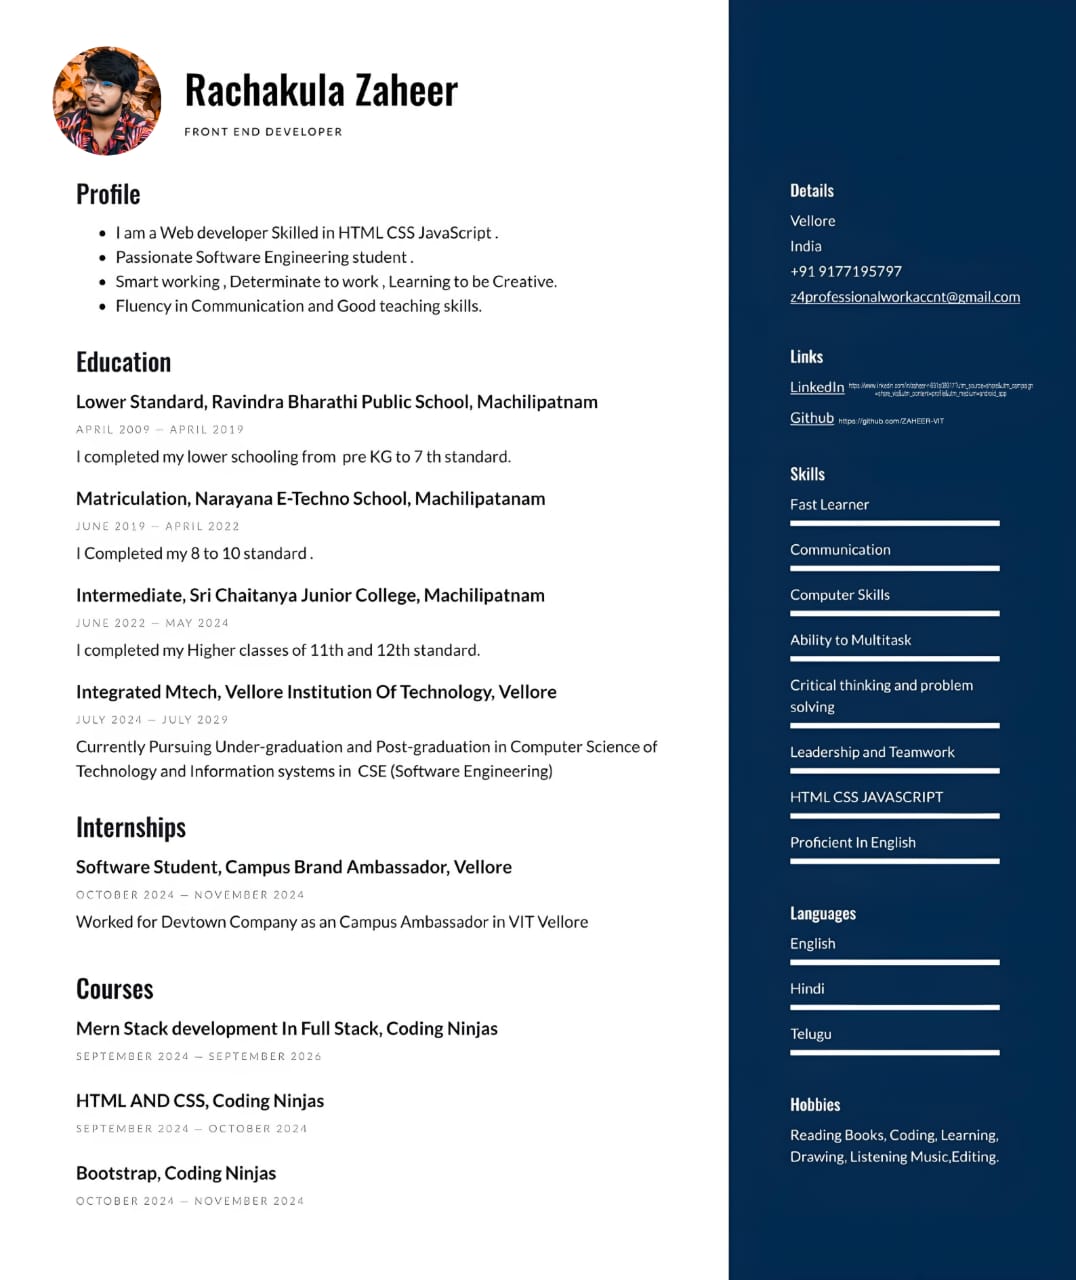 Rachakula Zaheer
FRONT END DEVELOPER
Profile
I am a Web developer Skilled in HTML CSS JavaScript .
Passionate Software Engineering student .
Smart working , Determinate to work , Learning to be Creative.
Fluency in Communication and Good teaching skills.
Education
Lower Standard, Ravindra Bharathi Public School, Machilipatnam
APRIL 2009 — APRIL 2019
I completed my lower schooling from pre KG to 7 th standard.
Matriculation, Narayana E-Techno School, Machilipatanam
JUNE 2019 — APRIL 2022
I Completed my 8 to 10 standard .
Intermediate, Sri Chaitanya Junior College, Machilipatnam
JUNE 2022 — MAY 2024
I completed my Higher classes of 11th and 12th standard.
Integrated Mtech, Vellore Institution Of Technology, Vellore
JULY 2024 — JULY 2029
Currently Pursuing Under-graduation and Post-graduation in Computer Science of
Technology and Information systems in CSE (Software Engineering)
Internships
Software Student, Campus Brand Ambassador, Vellore
OCTOBER 2024 — NOVEMBER 2024
Worked for Devtown Company as an Campus Ambassador in VIT Vellore
Courses
Mern Stack development In Full Stack, Coding Ninjas
SEPTEMBER 2024 — SEPTEMBER 2026
HTML AND CSS, Coding Ninjas
SEPTEMBER 2024 — OCTOBER 2024
Bootstrap, Coding Ninjas
OCTOBER 2024 — NOVEMBER 2024
Details
Vellore
India
+91 9177195797
z4professionalworkaccnt@gmail.com
Links
LinkedIn
Github https://github.com/ZAHEER-VIT
Skills
Fast Learner
Communication
Computer Skills
Ability to Multitask
Critical thinking and problem
solving
Leadership and Teamwork
HTML CSS JAVASCRIPT
Proficient In English
Languages
English
Hindi
Telugu
Hobbies
Reading Books, Coding, Learning,
Drawing, Listening Music,Editing.